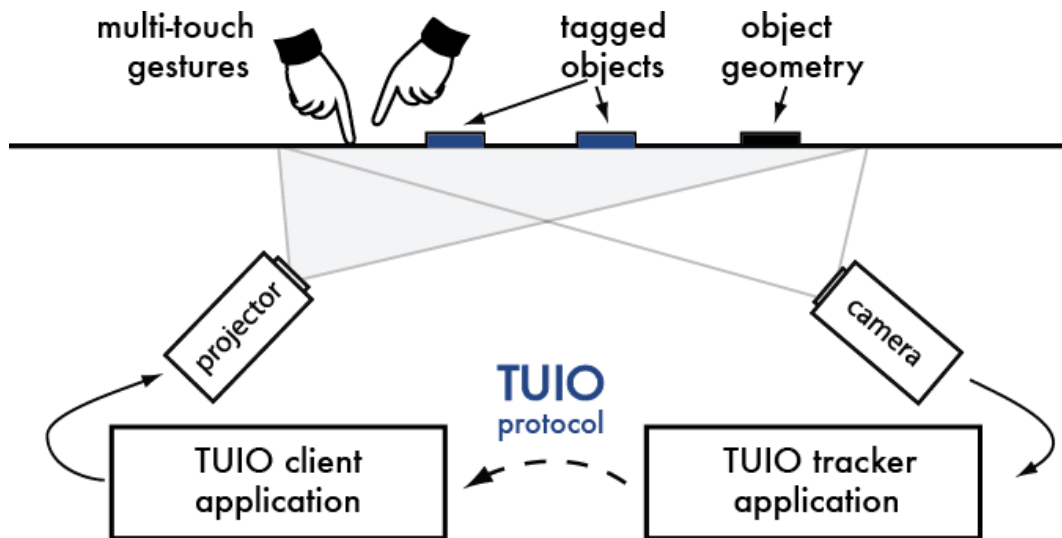 multi-touch
gestures
tagged
objects
object
geometry
projector
camera
TUIO
protocol
TUIO client
application
TUIO tracker
application